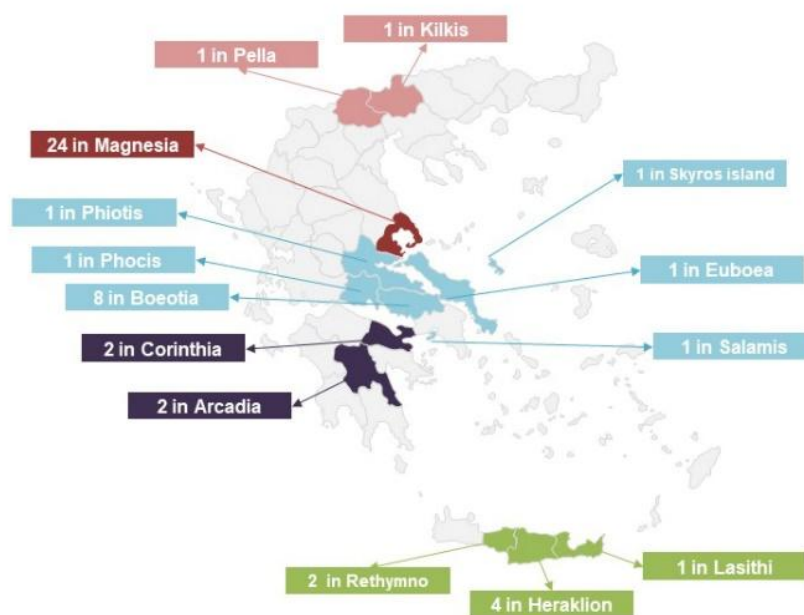 1 in Kilkis
1 in Pella
24 in Magnesia
1 in Skyros island
1 in Phiotis
1 in Phocis
1 in Euboea
8 in Boeotia
2 in Corinthia
1 in Salamis
2 in Arcadia
1 in Lasithi
2 in Rethymno
4 in Heraklion